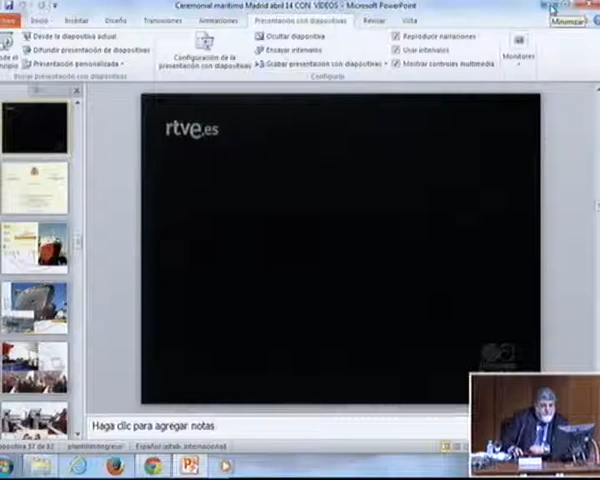 Ceremonial marítimo Madrid abril 14 CON VIDEOS - Microsoft PowerPoint
Minimizar
Inicio Insertar Diseño Transiciones Animaciones Presentación con diapositivas Revisar Vista
Desde la diapositiva actual
Difundir presentación de diapositivas
Presentación personalizada
Configuración de la
presentación con diapositivas
Ocultar diapositiva
Ensayar intervalos
Grabar presentación con diapositivas
Configurar
Reproducir narraciones
Usar intervalos
Mostrar controles multimedia
Monitores
rtve.es
Haga clic para agregar notas